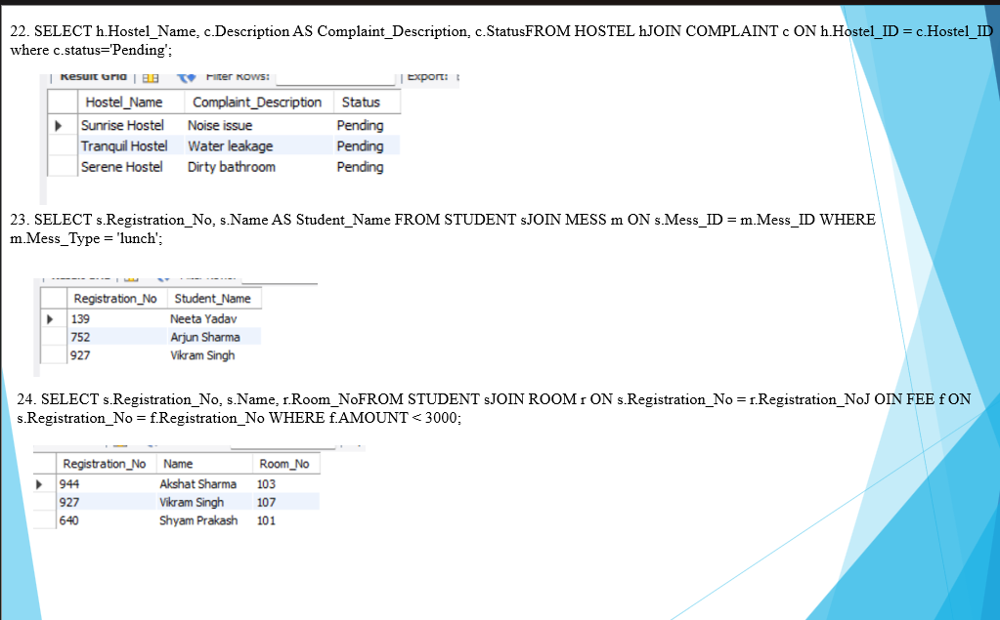 22. SELECT h.Hostel_Name, c.Description AS Complaint_Description, c.StatusFROM HOSTEL hJOIN COMPLAINT c ON h.Hostel_ID = c.Hostel_ID
where c.status='Pending';
Result Grid Filter Rows: Export:
Hostel_Name Complaint_Description Status
Sunrise Hostel Noise issue Pending
Tranquil Hostel Water leakage Pending
Serene Hostel Dirty bathroom Pending
23. SELECT s.Registration_No, s.Name AS Student_Name FROM STUDENT sJOIN MESS m ON s.Mess_ID = m.Mess_ID WHERE
m.Mess_Type = 'lunch';
Registration_No Student_Name
139 Neeta Yadav
752 Arjun Sharma
927 Vikram Singh
24. SELECT s.Registration_No, s.Name, r.Room_NoFROM STUDENT sJOIN ROOM r ON s.Registration_No = r.Registration_NoJ OIN FEE f ON
s.Registration_No = f.Registration_No WHERE f.AMOUNT < 3000;
Registration_No Name Room_No
944 Akshat Sharma 103
927 Vikram Singh 107
640 Shyam Prakash 101